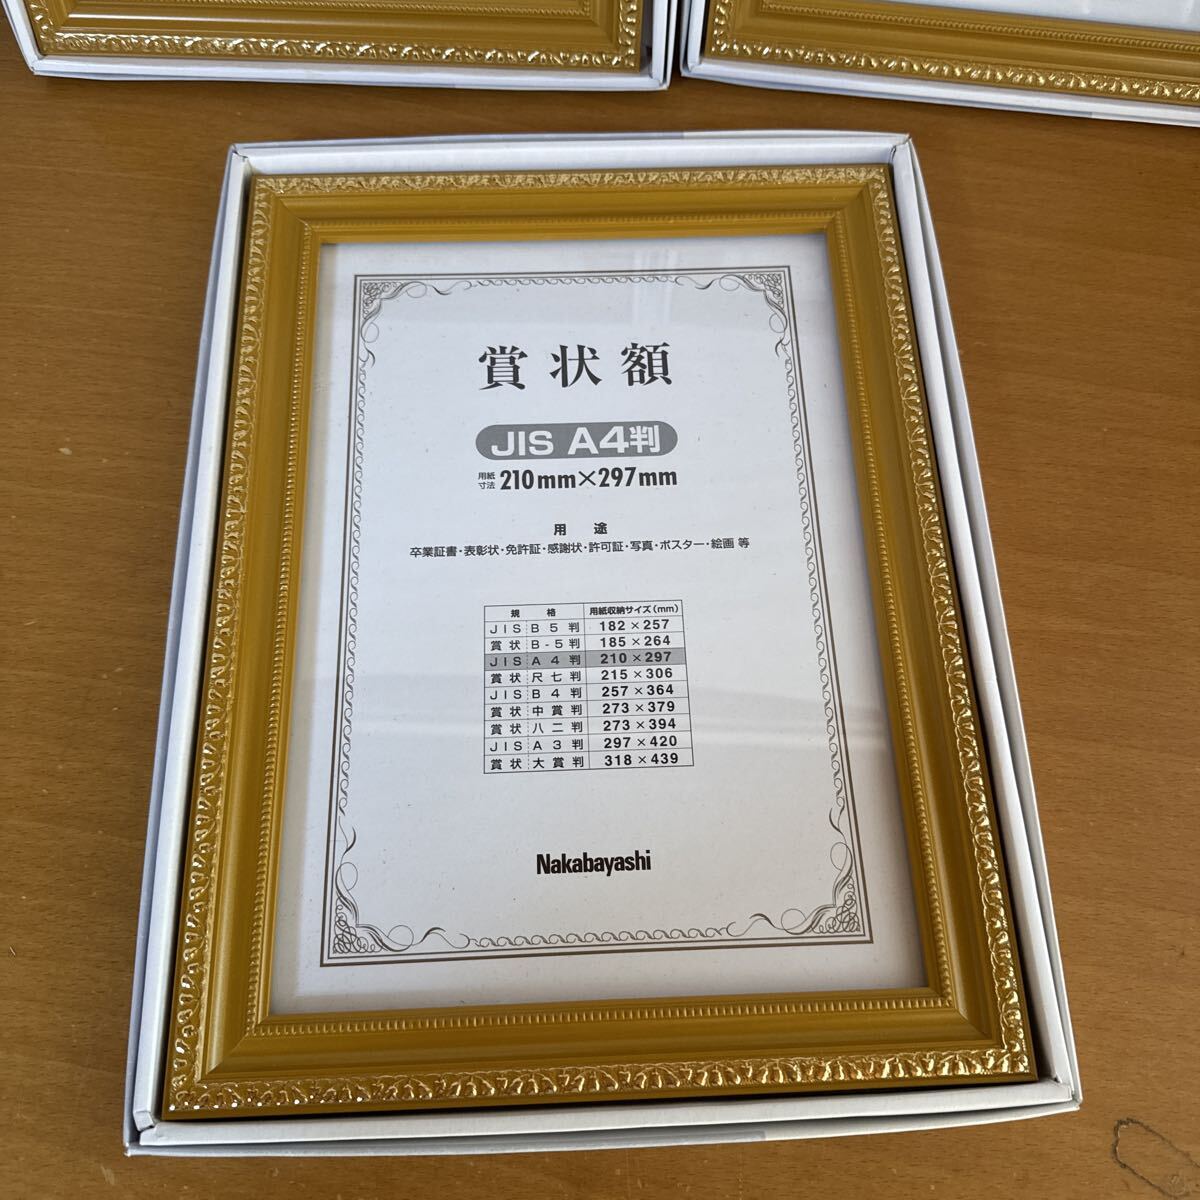 賞状額
JIS A4判
用紙寸法 210mm×297mm
用途
卒業証書・表彰状・免許証・感謝状・許可証・写真・ポスター・絵画 等
規格 用紙収納サイズ(mm)
JIS B5判 182×257
賞状 B-5判 185×264
JIS A4判 210×297
賞状 尺七判 215×306
JIS B4判 257×364
賞状 中賞判 273×379
賞状 八二判 273×394
JIS A3判 297×420
賞状 大賞判 318×439
Nakabayashi